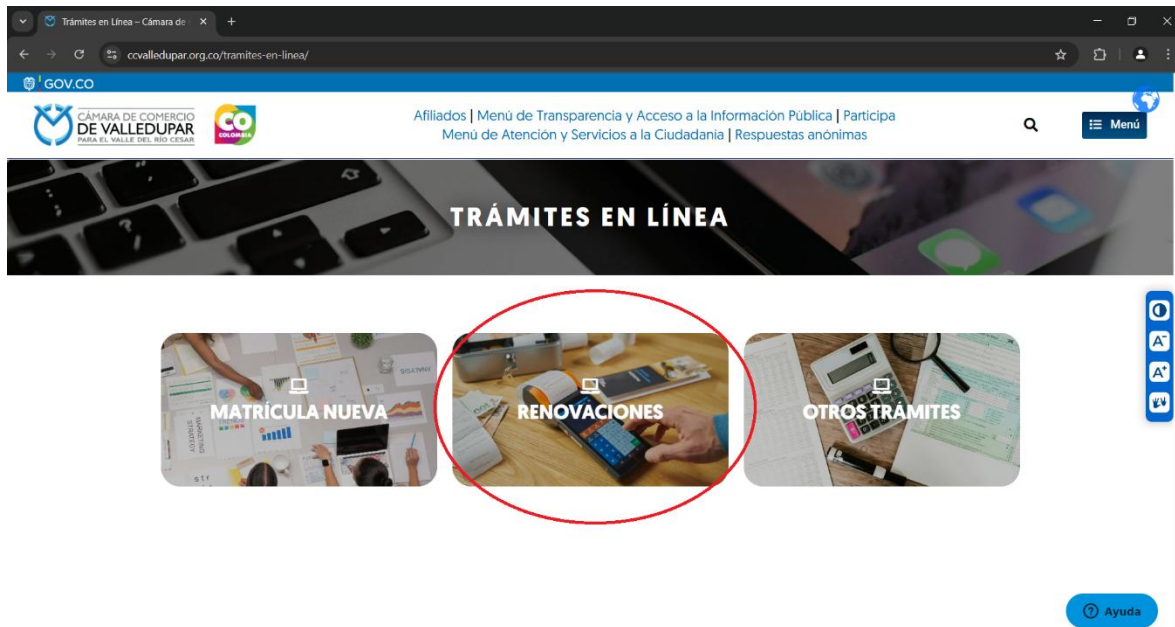 Trámites en Línea – Cámara de
ccvalledupar.org.co/tramites-en-linea/
GOV.CO
CÁMARA DE COMERCIO
DE VALLEDUPAR
PARA EL VALLE DEL RÍO CESAR
CO
COLOMBIA
Afiliados | Menú de Transparencia y Acceso a la Información Pública | Participa
Menú de Atención y Servicios a la Ciudadanía | Respuestas anónimas
Menú
TRÁMITES EN LÍNEA
MATRÍCULA NUEVA
RENOVACIONES
OTROS TRÁMITES
MARKETING
STRATEGY
A-
A+
Ayuda